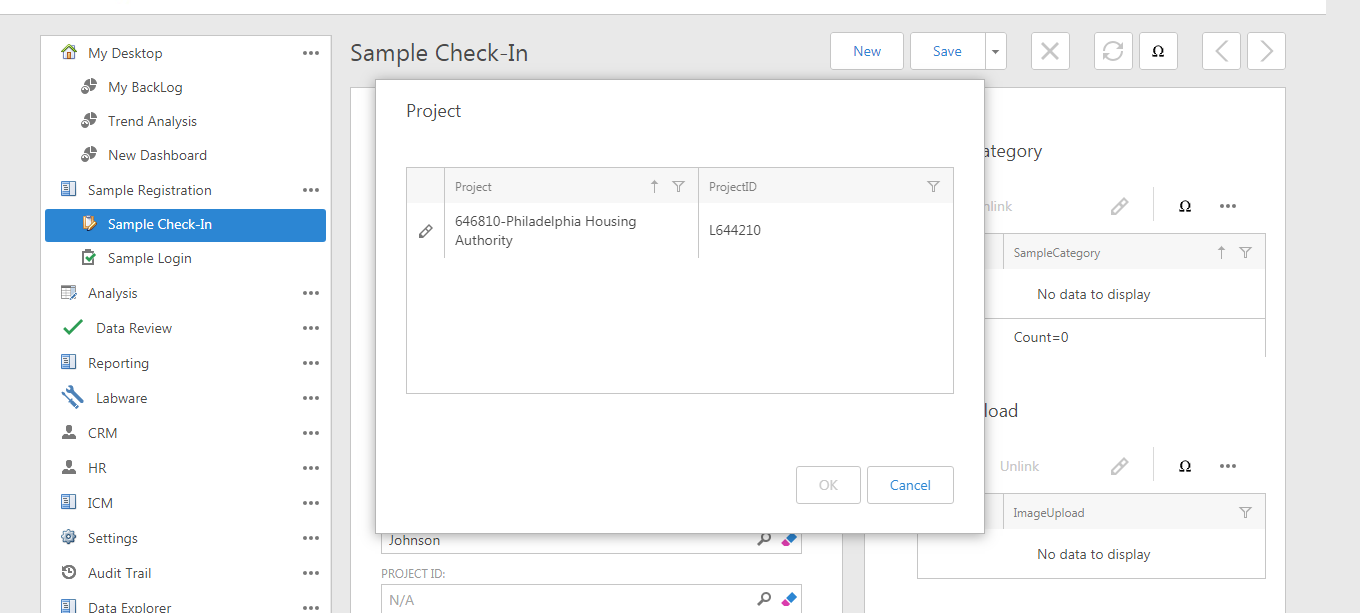 My Desktop
My BackLog
Trend Analysis
New Dashboard
Sample Registration
Sample Check-In
Sample Login
Analysis
Data Review
Reporting
Labware
CRM
HR
ICM
Settings
Audit Trail
Data Explorer
Sample Check-In
New
Save
Ω
Project
Project
ProjectID
646810-Philadelphia Housing
Authority
L644210
OK
Cancel
Johnson
PROJECT ID:
N/A
ategory
nlink
Ω
SampleCategory
No data to display
Count=0
load
Unlink
Ω
ImageUpload
No data to display